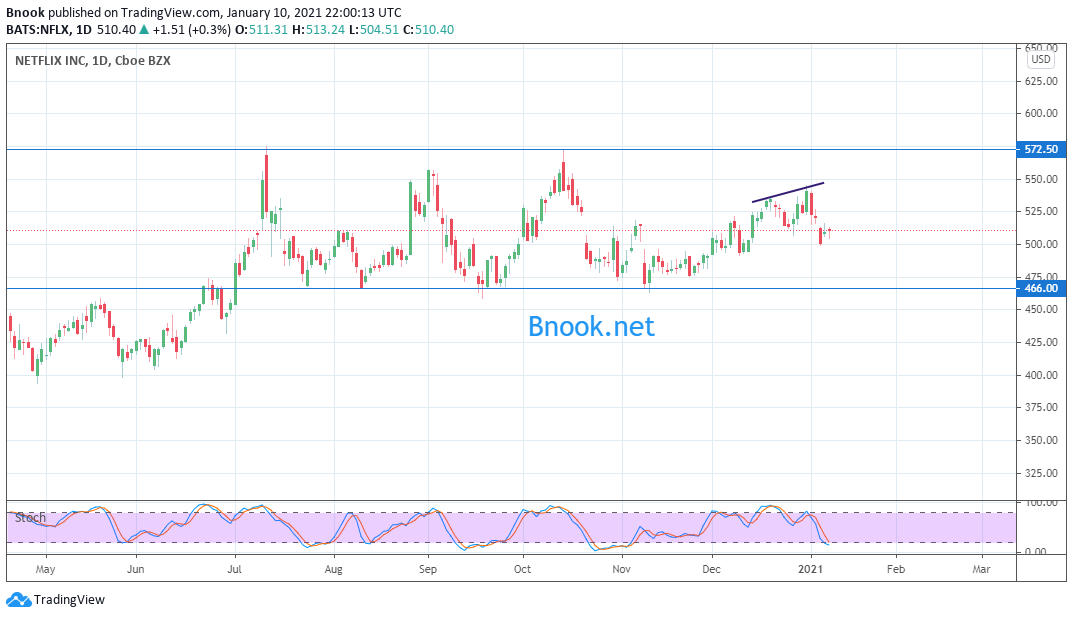 Bnook published on TradingView.com, January 10, 2021 22:00:13 UTC
BATS:NFLX, 1D 510.40 ▲ +1.51 (+0.3%) O:511.31 H:513.24 L:504.51 C:510.40
NETFLIX INC, 1D, Cboe BZX
650.00
USD
625.00
600.00
572.50
550.00
525.00
500.00
475.00
466.00
450.00
Bnook.net
425.00
400.00
375.00
350.00
325.00
Stoch
100.00
0.00
May Jun Jul Aug Sep Oct Nov Dec 2021 Feb Mar
TradingView